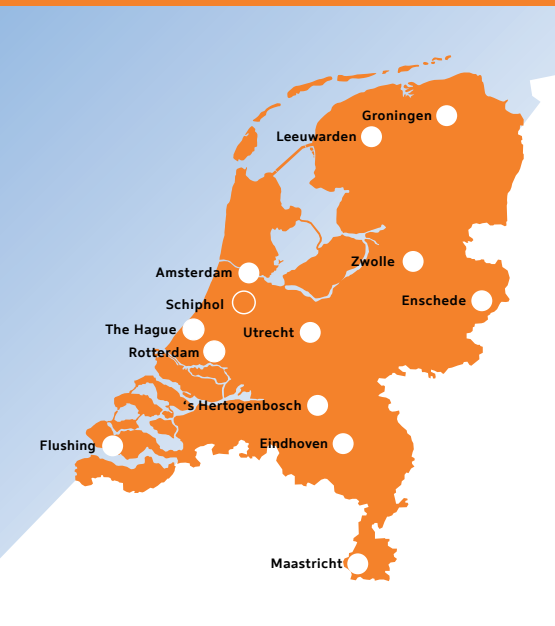 Groningen
Leeuwarden
Zwolle
Amsterdam
Enschede
Schiphol
The Hague
Utrecht
Rotterdam
‘s Hertogenbosch
Eindhoven
Flushing
Maastricht